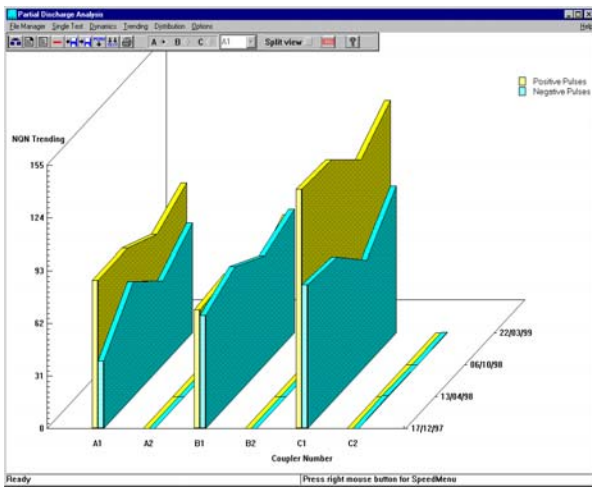 Partial Discharge Analysis
File Manager Single Test Dynamics Trending Distribution Options Help
A B C A1 Split view
Positive Pulses
Negative Pulses
NQN Trending
155
124
93
62
31
0
22/03/99
06/10/98
13/04/98
17/12/97
A1 A2 B1 B2 C1 C2
Coupler Number
Ready Press right mouse button for SpeedMenu